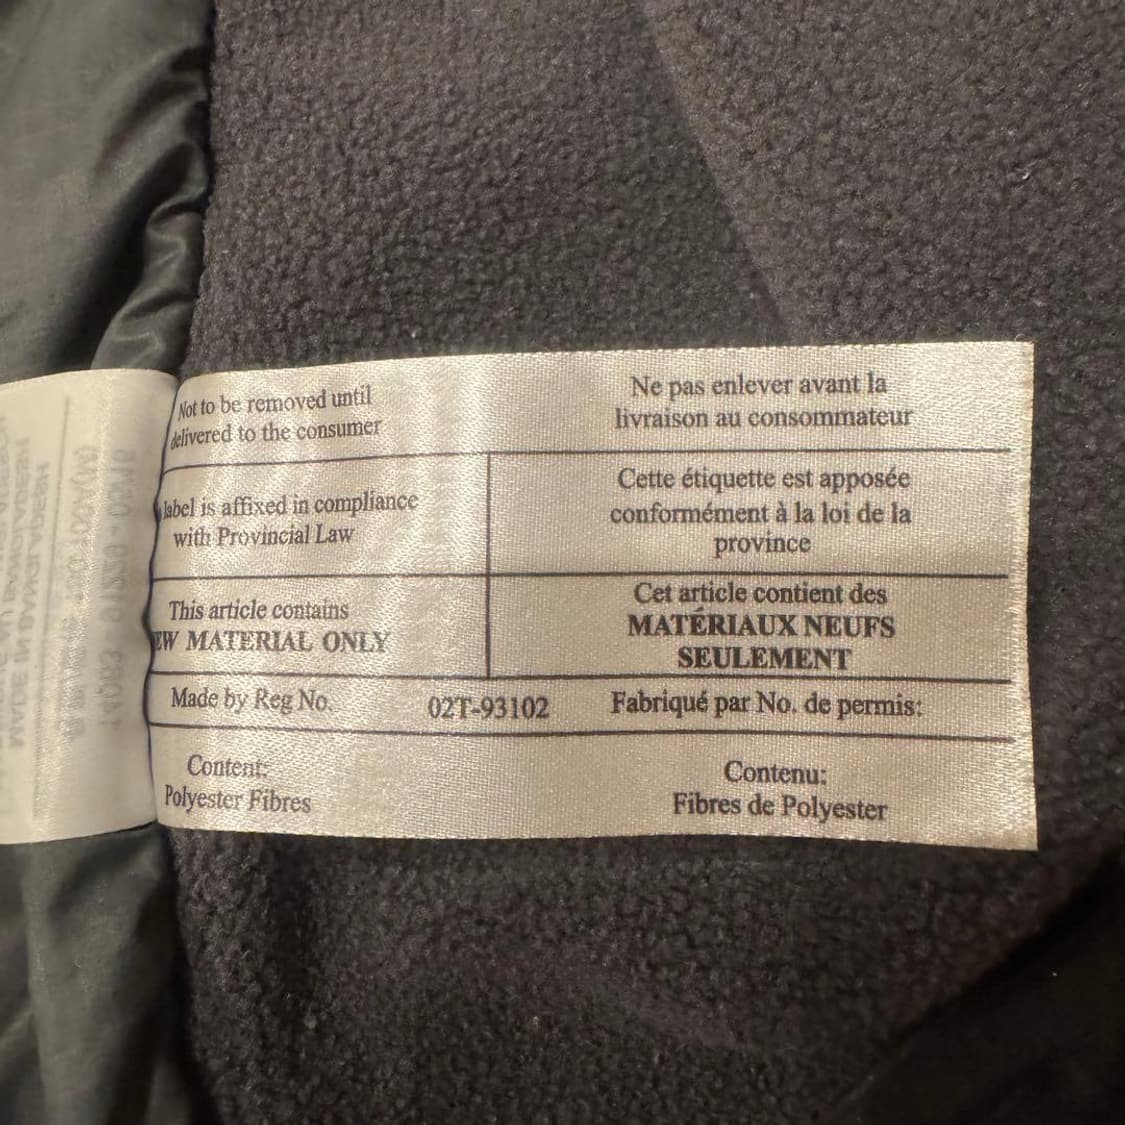 Not to be removed until
delivered to the consumer
Ne pas enlever avant la
livraison au consommateur
label is affixed in compliance
with Provincial Law
Cette étiquette est apposée
conformément à la loi de la
province
This article contains
EW MATERIAL ONLY
Cet article contient des
MATÉRIAUX NEUFS
SEULEMENT
Made by Reg No. 02T-93102 Fabriqué par No. de permis:
Content:
Polyester Fibres
Contenu:
Fibres de Polyester